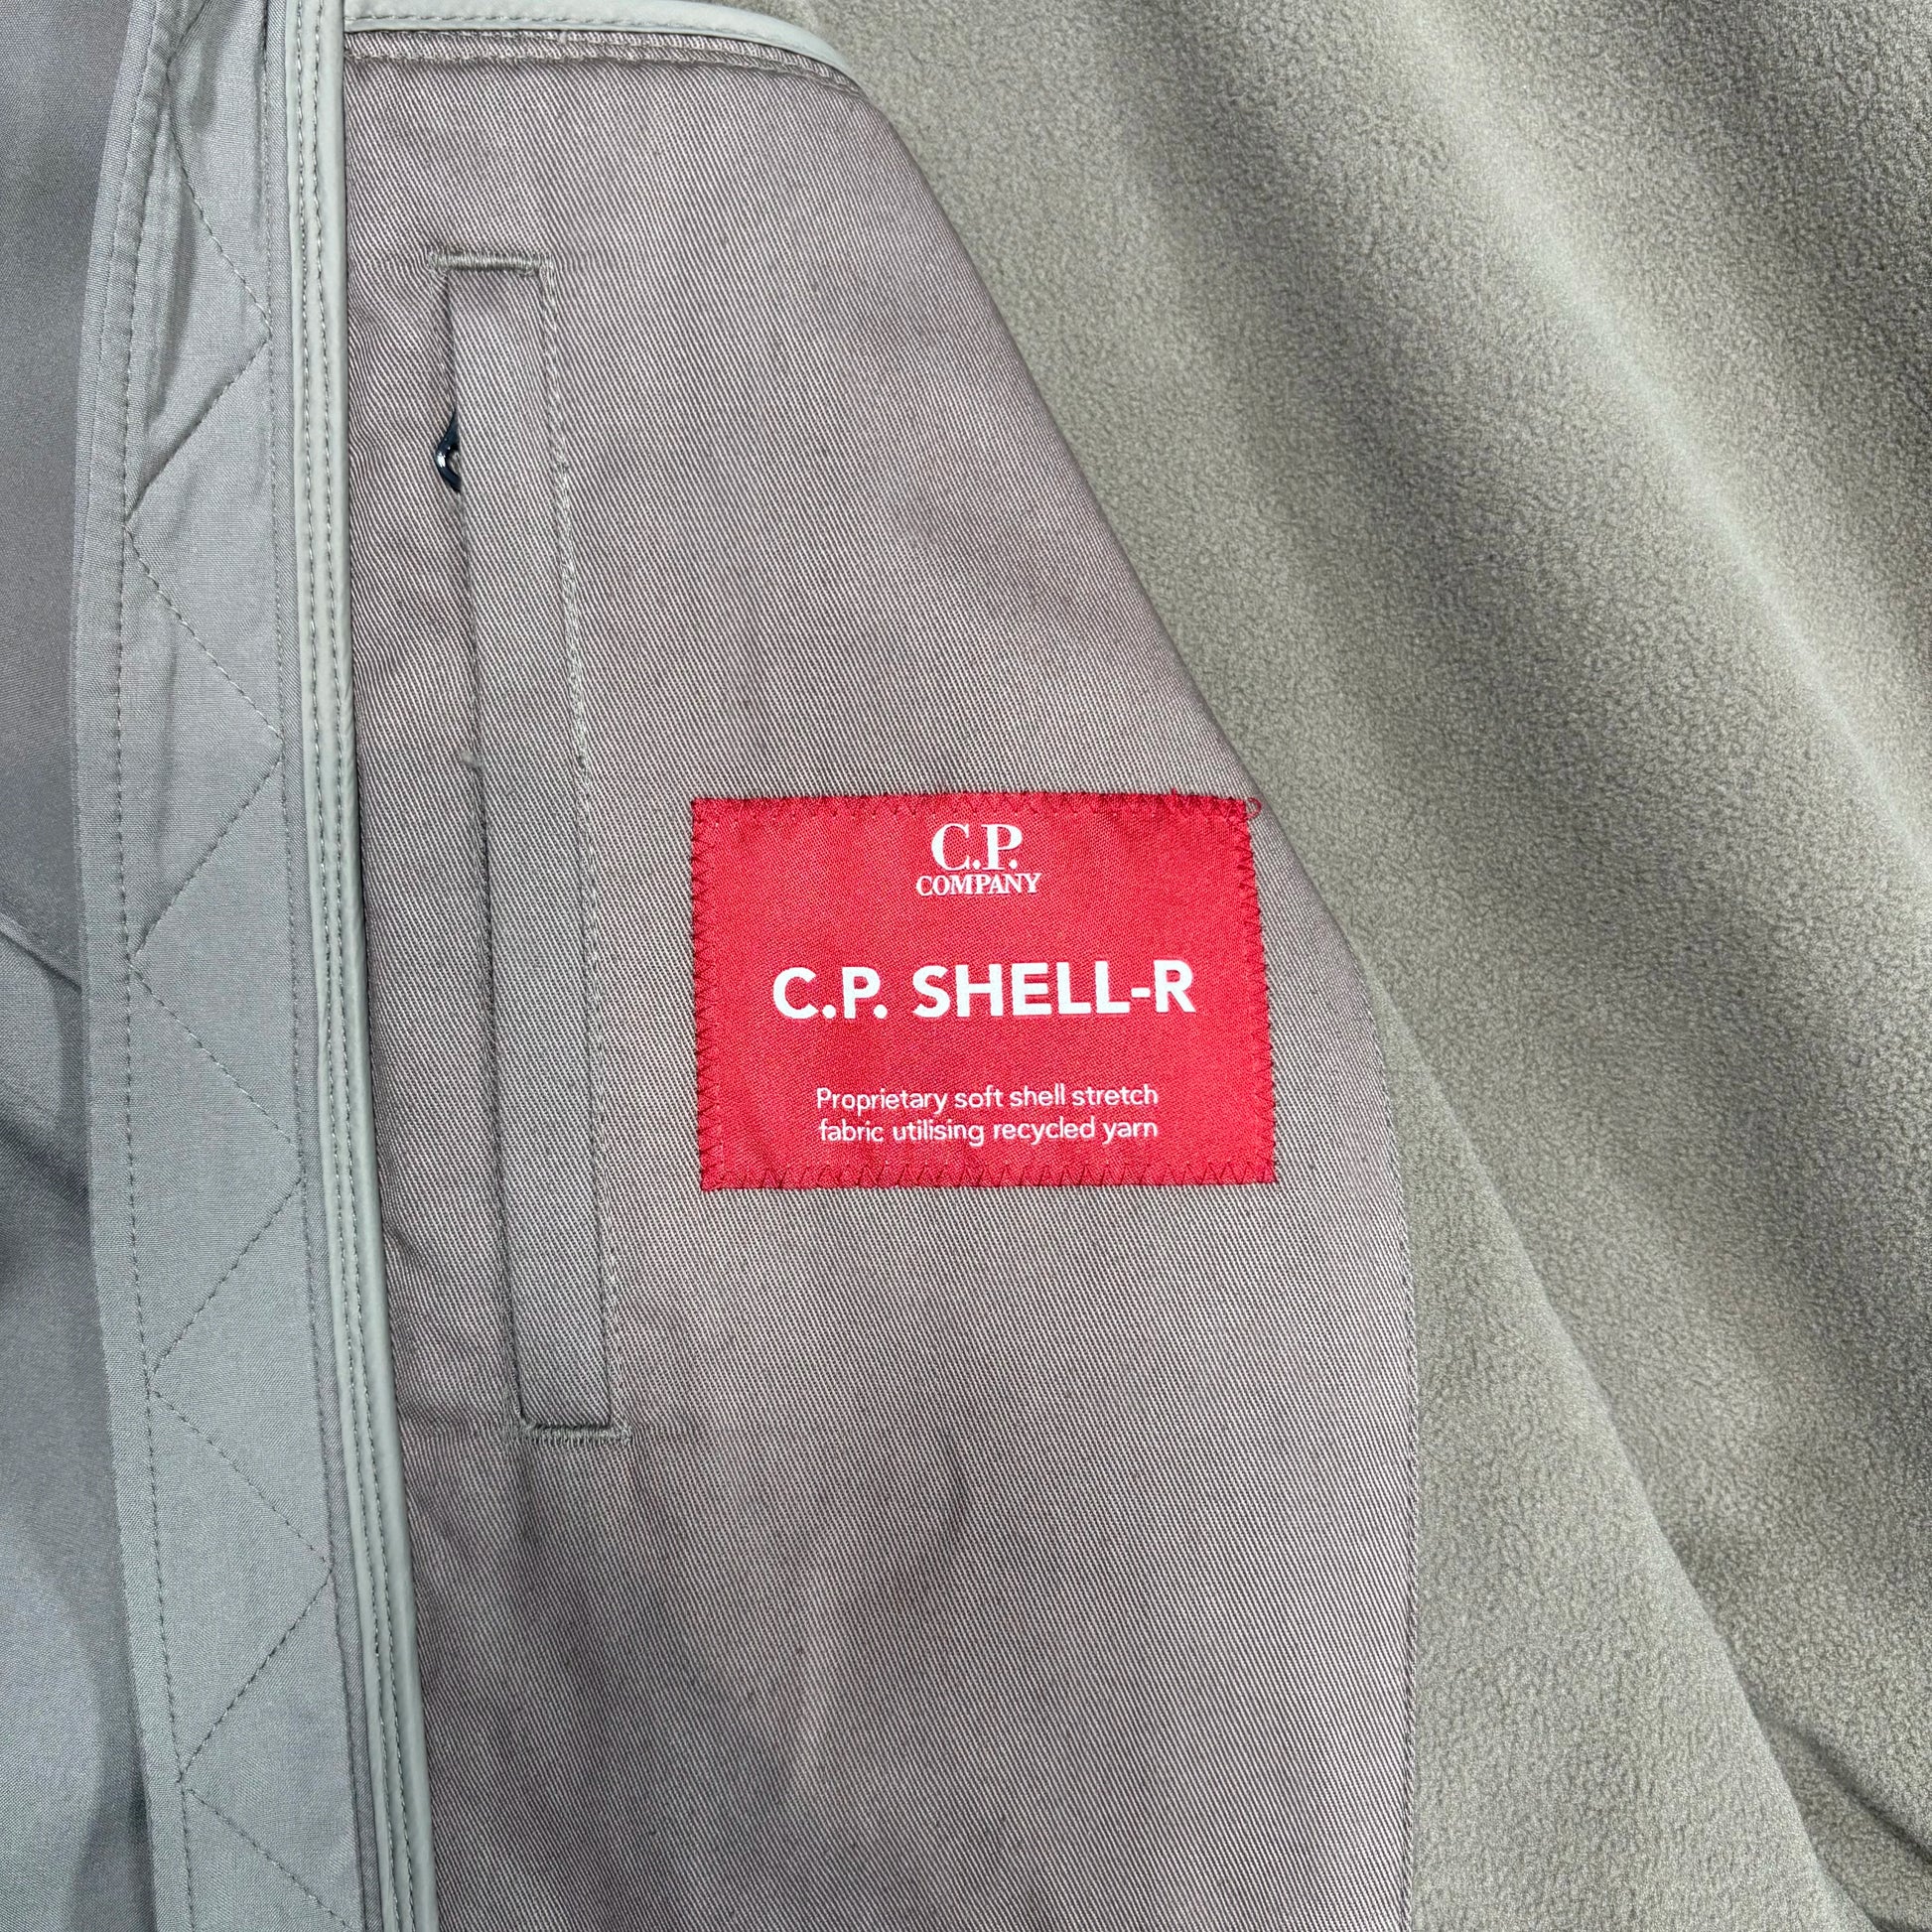 C.P.
COMPANY
C.P. SHELL-R
Proprietary soft shell stretch
fabric utilising recycled yarn